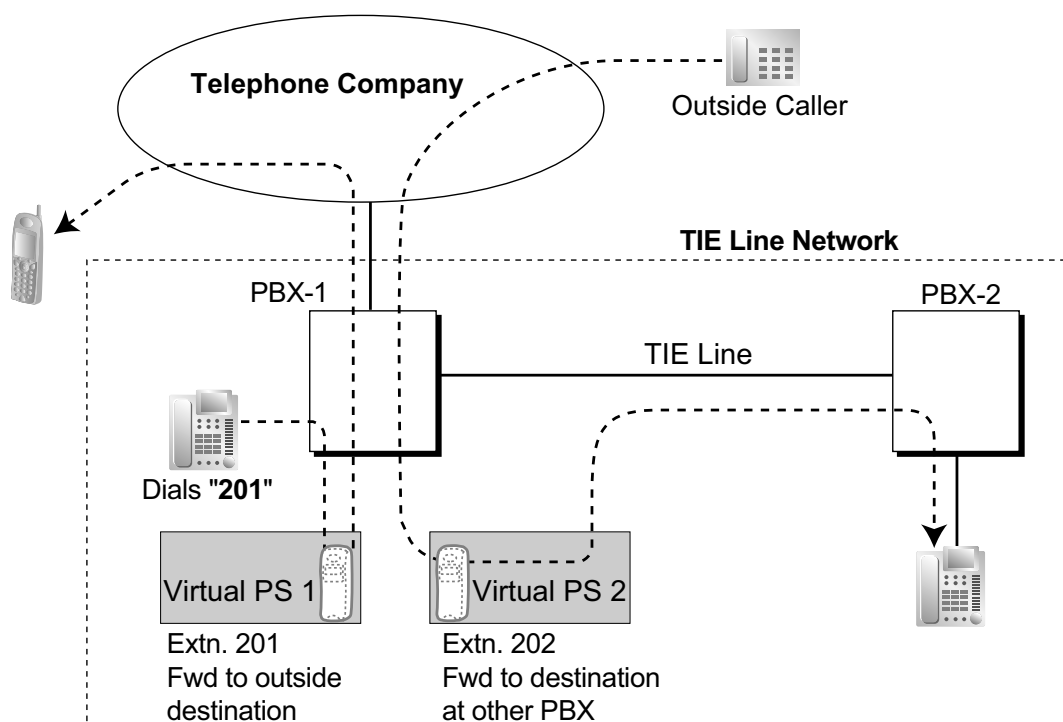 Telephone Company
Outside Caller
TIE Line Network
PBX-1
PBX-2
TIE Line
Dials "201"
Virtual PS 1
Virtual PS 2
Extn. 201
Fwd to outside
destination
Extn. 202
Fwd to destination
at other PBX